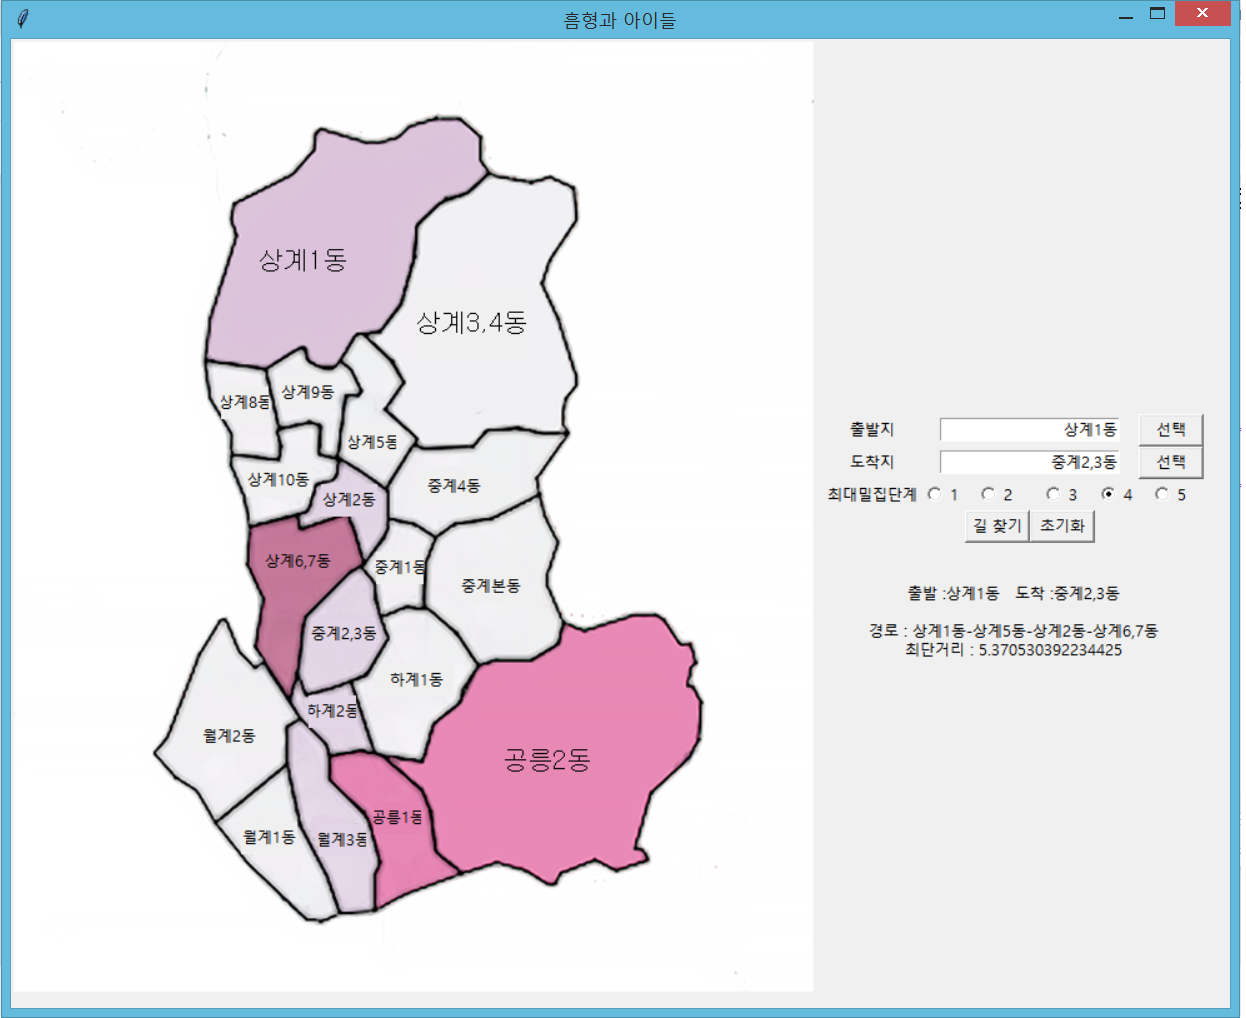 흠형과 아이들
상계1동
상계3,4동
상계8동
상계9동
상계5동
상계10동
상계2동
중계4동
상계6,7동
중계1동
중계본동
중계2,3동
하계1동
하계2동
월계2동
공릉2동
월계1동
월계3동
공릉1동
출발지 상계1동 선택
도착지 중계2,3동 선택
최대밀집단계 1 2 3 4 5
길 찾기 초기화
출발 :상계1동 도착 :중계2,3동
경로 : 상계1동-상계5동-상계2동-상계6,7동
최단거리 : 5.370530392234425